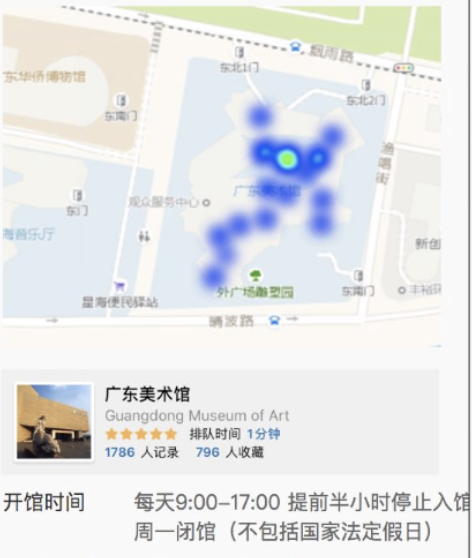 烟雨路
东北1门
东华侨博物馆
东北2门
东南门
渔唱街
广东美术馆
观众服务中心
东门
海音乐厅
新创
外广场雕塑园
东南门
丰裕环
星海便民驿站
晴波路
广东美术馆
Guangdong Museum of Art
排队时间 1分钟
1786 人记录 796 人收藏
开馆时间 每天9:00–17:00 提前半小时停止入馆
周一闭馆（不包括国家法定假日）